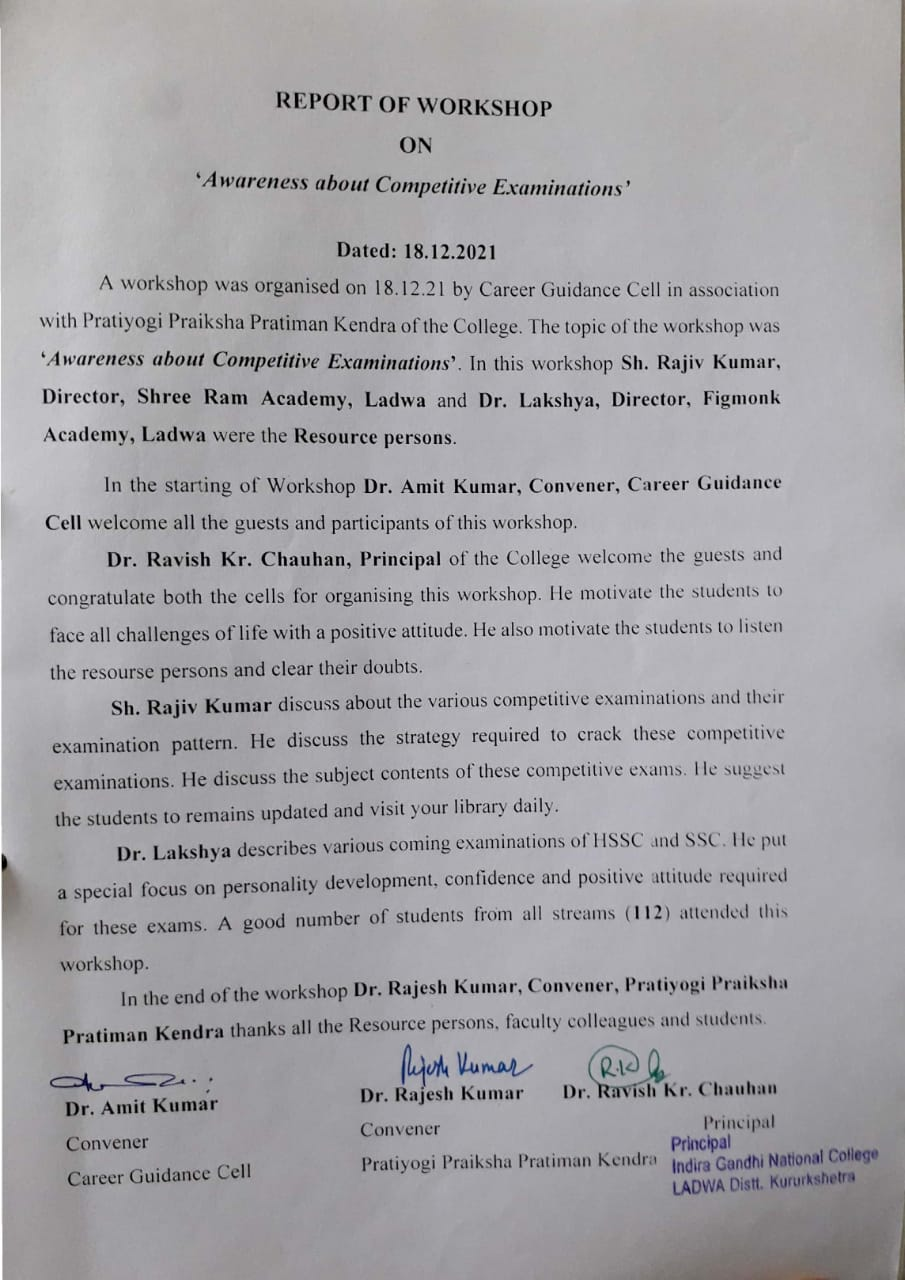 REPORT OF WORKSHOP
ON
‘Awareness about Competitive Examinations’
Dated: 18.12.2021
A workshop was organised on 18.12.21 by Career Guidance Cell in association
with Pratiyogi Praiksha Pratiman Kendra of the College. The topic of the workshop was
‘Awareness about Competitive Examinations’. In this workshop Sh. Rajiv Kumar,
Director, Shree Ram Academy, Ladwa and Dr. Lakshya, Director, Figmonk
Academy, Ladwa were the Resource persons.
In the starting of Workshop Dr. Amit Kumar, Convener, Career Guidance
Cell welcome all the guests and participants of this workshop.
Dr. Ravish Kr. Chauhan, Principal of the College welcome the guests and
congratulate both the cells for organising this workshop. He motivate the students to
face all challenges of life with a positive attitude. He also motivate the students to listen
the resourse persons and clear their doubts.
Sh. Rajiv Kumar discuss about the various competitive examinations and their
examination pattern. He discuss the strategy required to crack these competitive
examinations. He discuss the subject contents of these competitive exams. He suggest
the students to remains updated and visit your library daily.
Dr. Lakshya describes various coming examinations of HSSC and SSC. He put
a special focus on personality development, confidence and positive attitude required
for these exams. A good number of students from all streams (112) attended this
workshop.
In the end of the workshop Dr. Rajesh Kumar, Convener, Pratiyogi Praiksha
Pratiman Kendra thanks all the Resource persons, faculty colleagues and students.
Rajesh Kumar
Dr. Amit Kumar Dr. Rajesh Kumar Dr. Ravish Kr. Chauhan
Convener Convener Principal
Career Guidance Cell Pratiyogi Praiksha Pratiman Kendra
Principal
Indira Gandhi National College
LADWA Distt. Kururkshetra